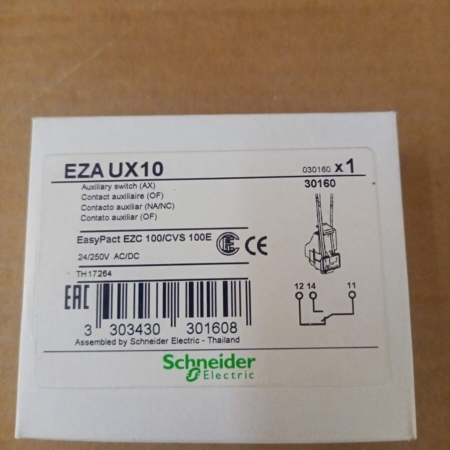 EZAUX10
030160 x1
Auxiliary switch (AX)
Contact auxiliaire (OF)
Contacto auxiliar (NA/NC)
Contato auxiliar (OF)
30160
EasyPact EZC 100/CVS 100E
CE
24/250V AC/DC
TH17264
12 14 11
EAC
3 303430 301608
Assembled by Schneider Electric - Thailand
Schneider
Electric